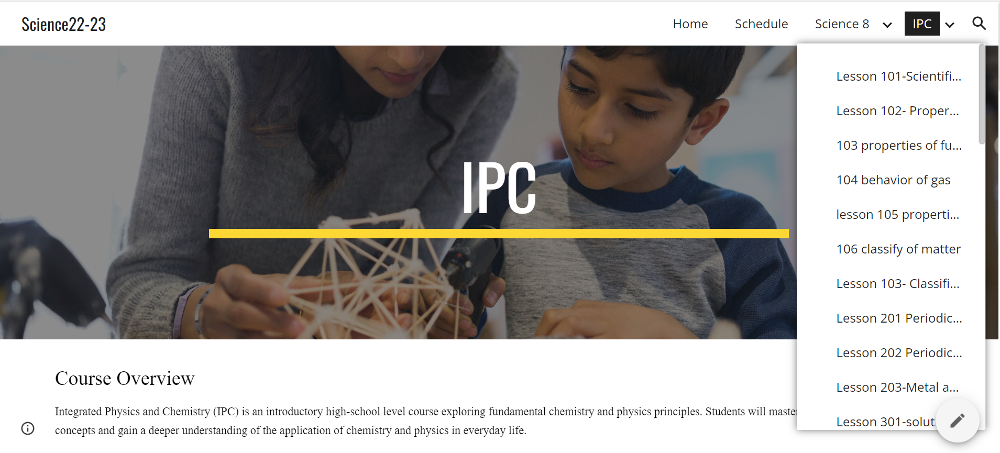 Science22-23
Home
Schedule
Science 8
IPC
Lesson 101-Scientifi...
Lesson 102- Proper...
103 properties of fu...
104 behavior of gas
lesson 105 properti...
106 classify of matter
Lesson 103- Classifi...
Lesson 201 Periodic...
Lesson 202 Periodic...
Lesson 203-Metal a...
Lesson 301-solut
IPC
Course Overview
Integrated Physics and Chemistry (IPC) is an introductory high-school level course exploring fundamental chemistry and physics principles. Students will master
concepts and gain a deeper understanding of the application of chemistry and physics in everyday life.